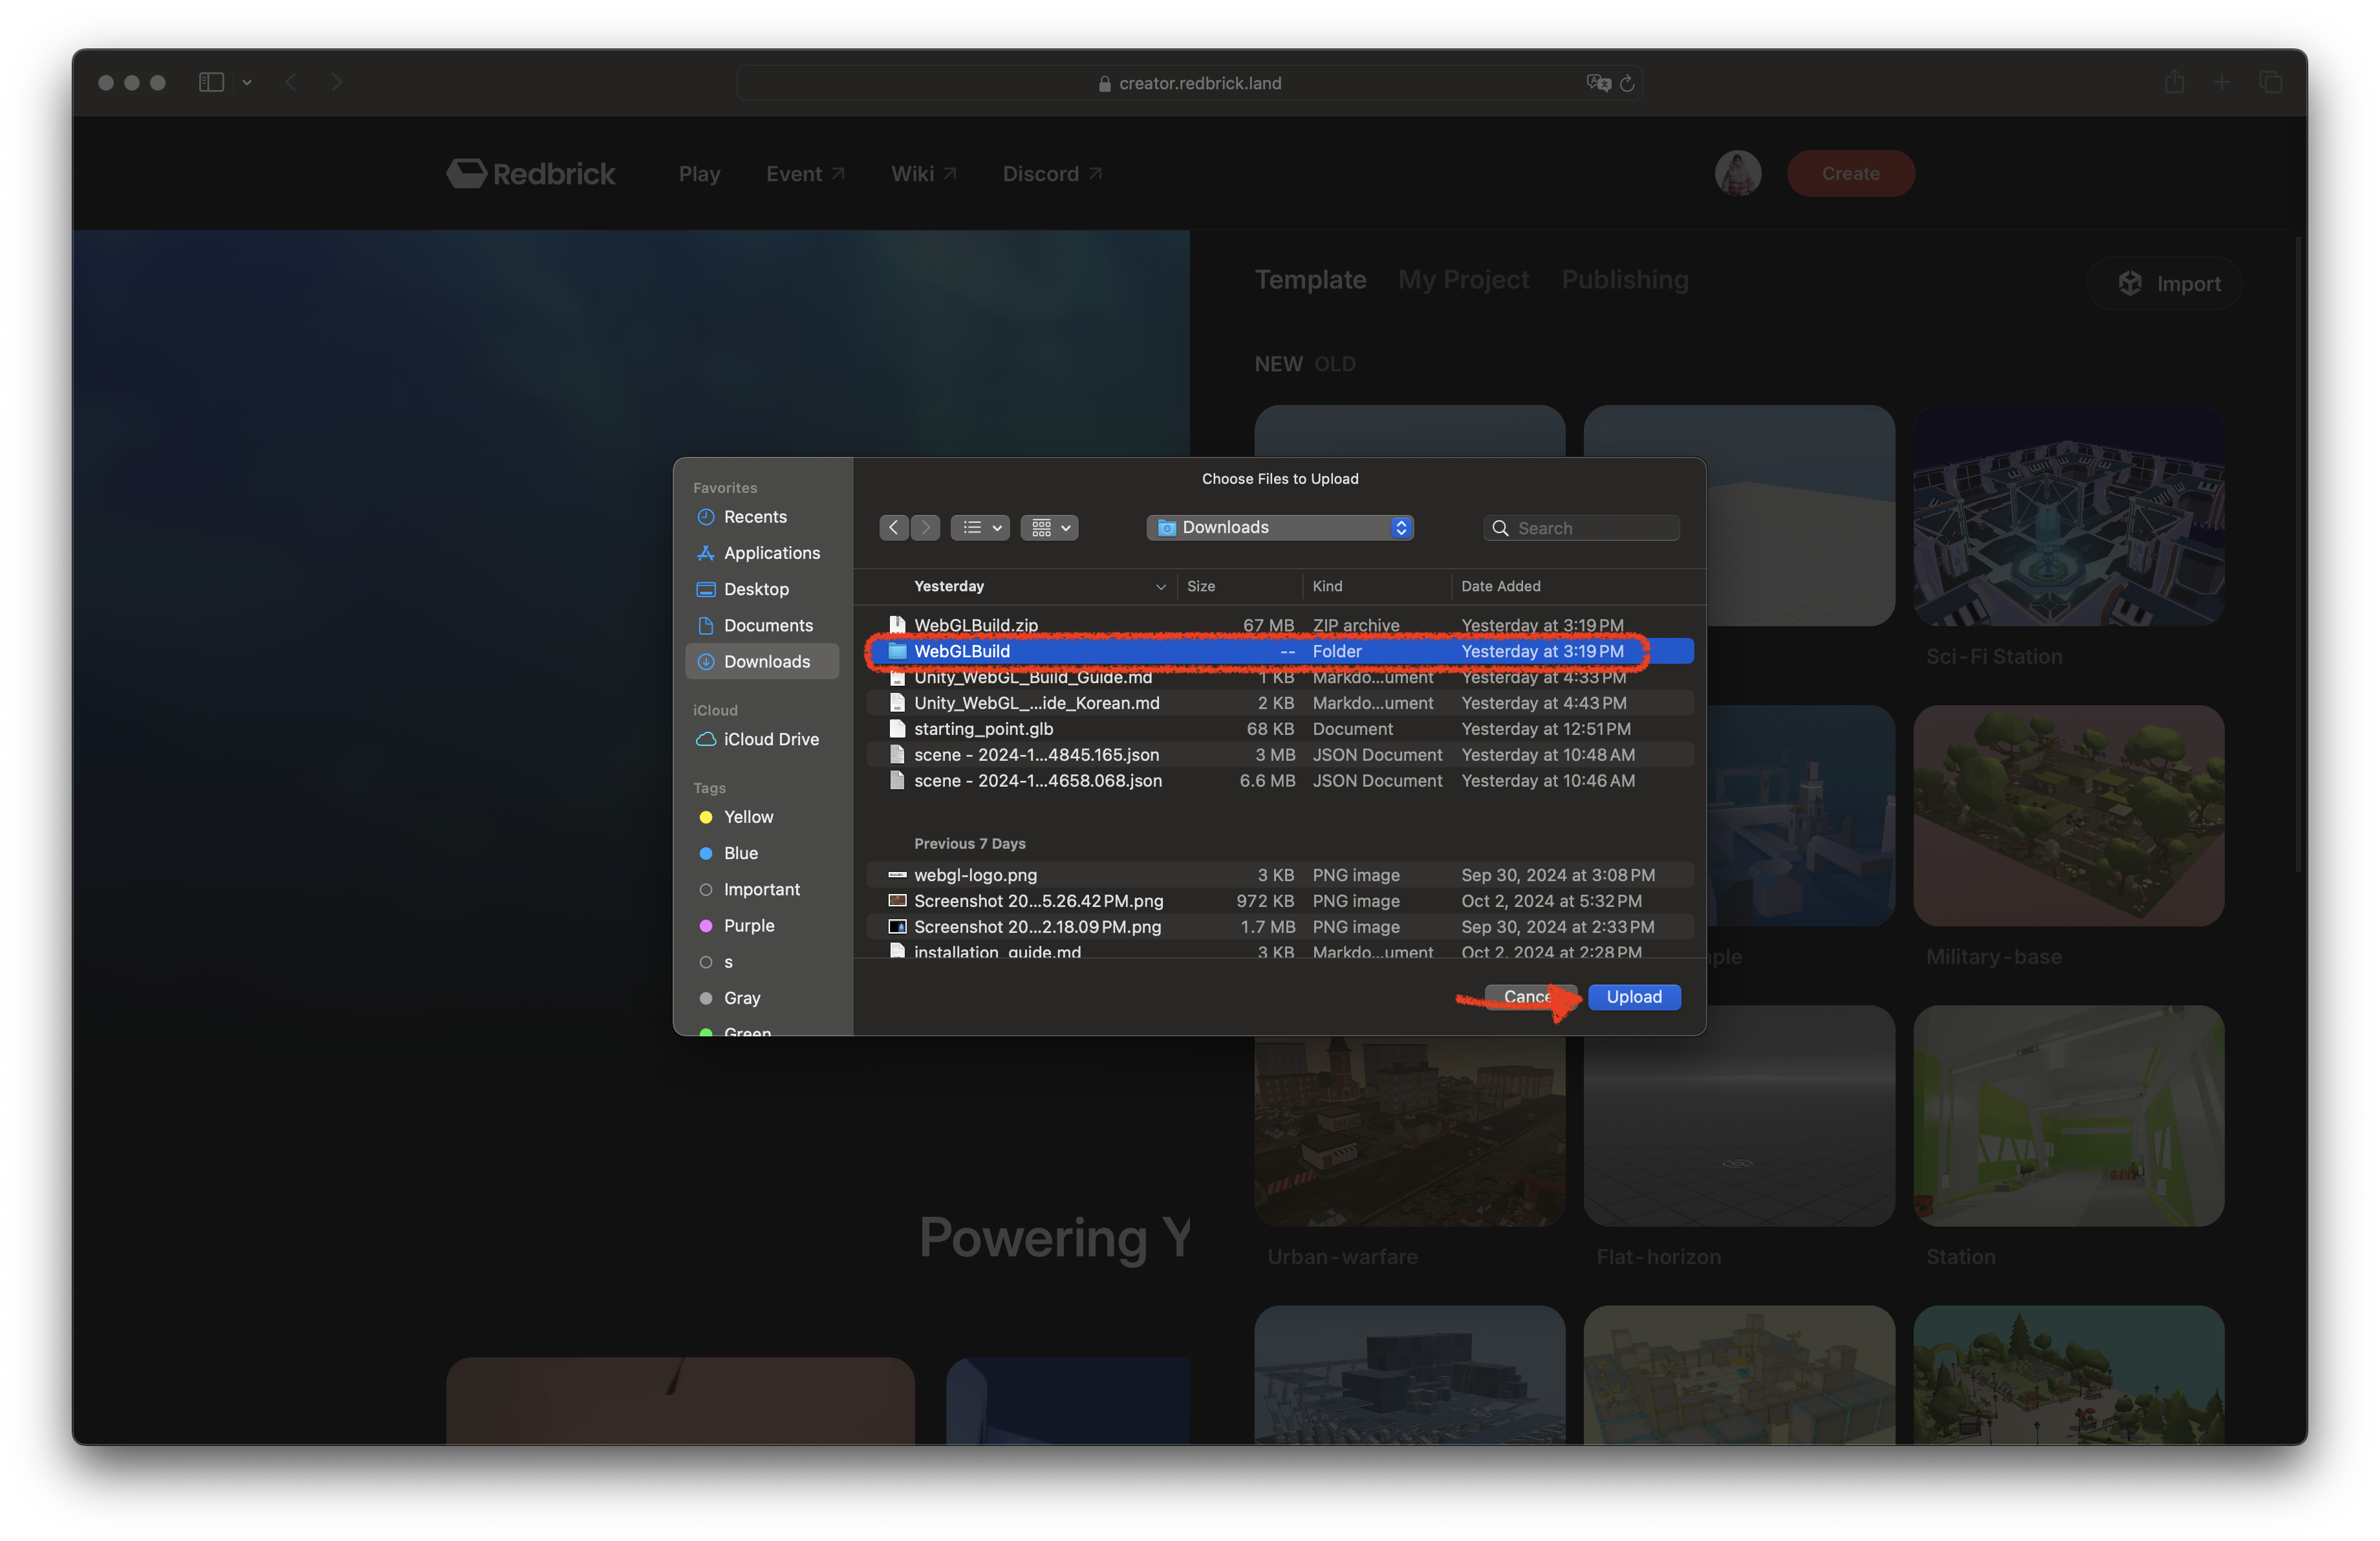 creator.redbrick.land
Redbrick Play Event Wiki Discord Create
Template My Project Publishing Import
NEW OLD
Choose Files to Upload
Favorites
Recents
Applications
Desktop
Documents
Downloads
iCloud
iCloud Drive
Tags
Yellow
Blue
Important
Purple
s
Gray
Green
Downloads Search
Yesterday Size Kind Date Added
WebGLBuild.zip 67 MB ZIP archive Yesterday at 3:19 PM
WebGLBuild -- Folder Yesterday at 3:19 PM
Unity_WebGL_Build_Guide.md 1 KB Markdo...ument Yesterday at 4:33 PM
Unity_WebGL_...ide_Korean.md 2 KB Markdo...ument Yesterday at 4:43 PM
starting_point.glb 68 KB Document Yesterday at 12:51 PM
scene - 2024-1...4845.165.json 3 MB JSON Document Yesterday at 10:48 AM
scene - 2024-1...4658.068.json 6.6 MB JSON Document Yesterday at 10:46 AM
Previous 7 Days
webgl-logo.png 3 KB PNG image Sep 30, 2024 at 3:08 PM
Screenshot 20...5.26.42 PM.png 972 KB PNG image Oct 2, 2024 at 5:32 PM
Screenshot 20...2.18.09 PM.png 1.7 MB PNG image Sep 30, 2024 at 2:33 PM
installation_guide.md 3 KB Markdo...ument Oct 2, 2024 at 2:28 PM
Cancel Upload
Sci-Fi Station
Military-base
Urban-warfare Flat-horizon Station
Powering Y